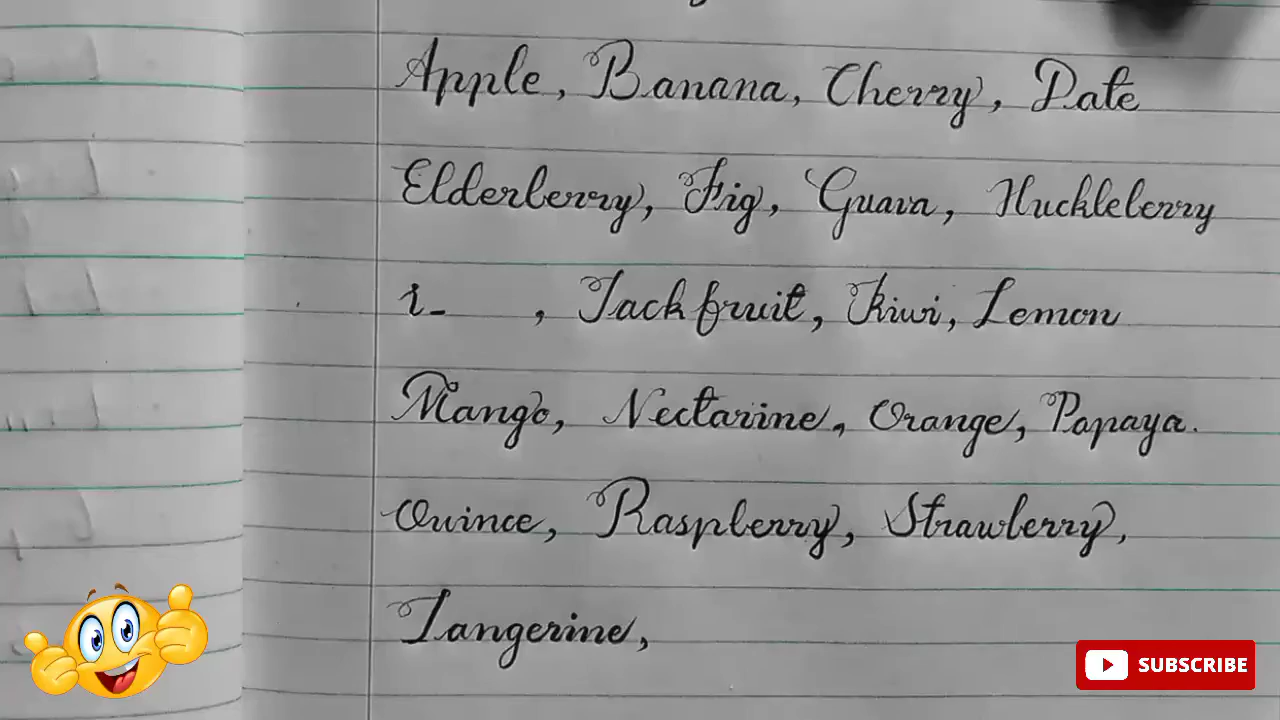 Apple, Banana, Cherry, Date
Elderberry, Fig, Guava, Huckleberry
i- , Jackfruit, Kiwi, Lemon
Mango, Nectarine, Orange, Papaya.
Quince, Raspberry, Strawberry,
Tangerine,
SUBSCRIBE